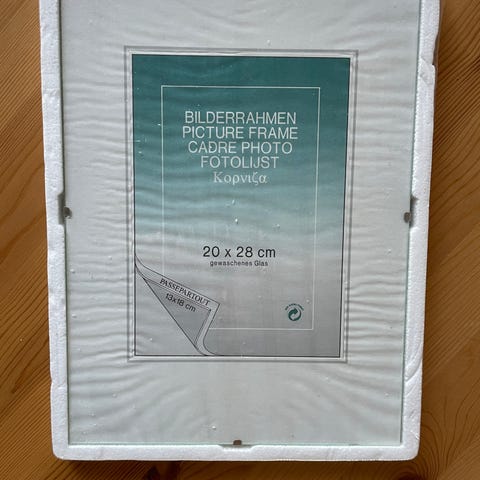 BILDERRAHMEN
PICTURE FRAME
CADRE PHOTO
FOTOLIJST
Κορνιζα
20 x 28 cm
gewaschenes Glas
PASSEPARTOUT
13x18 cm